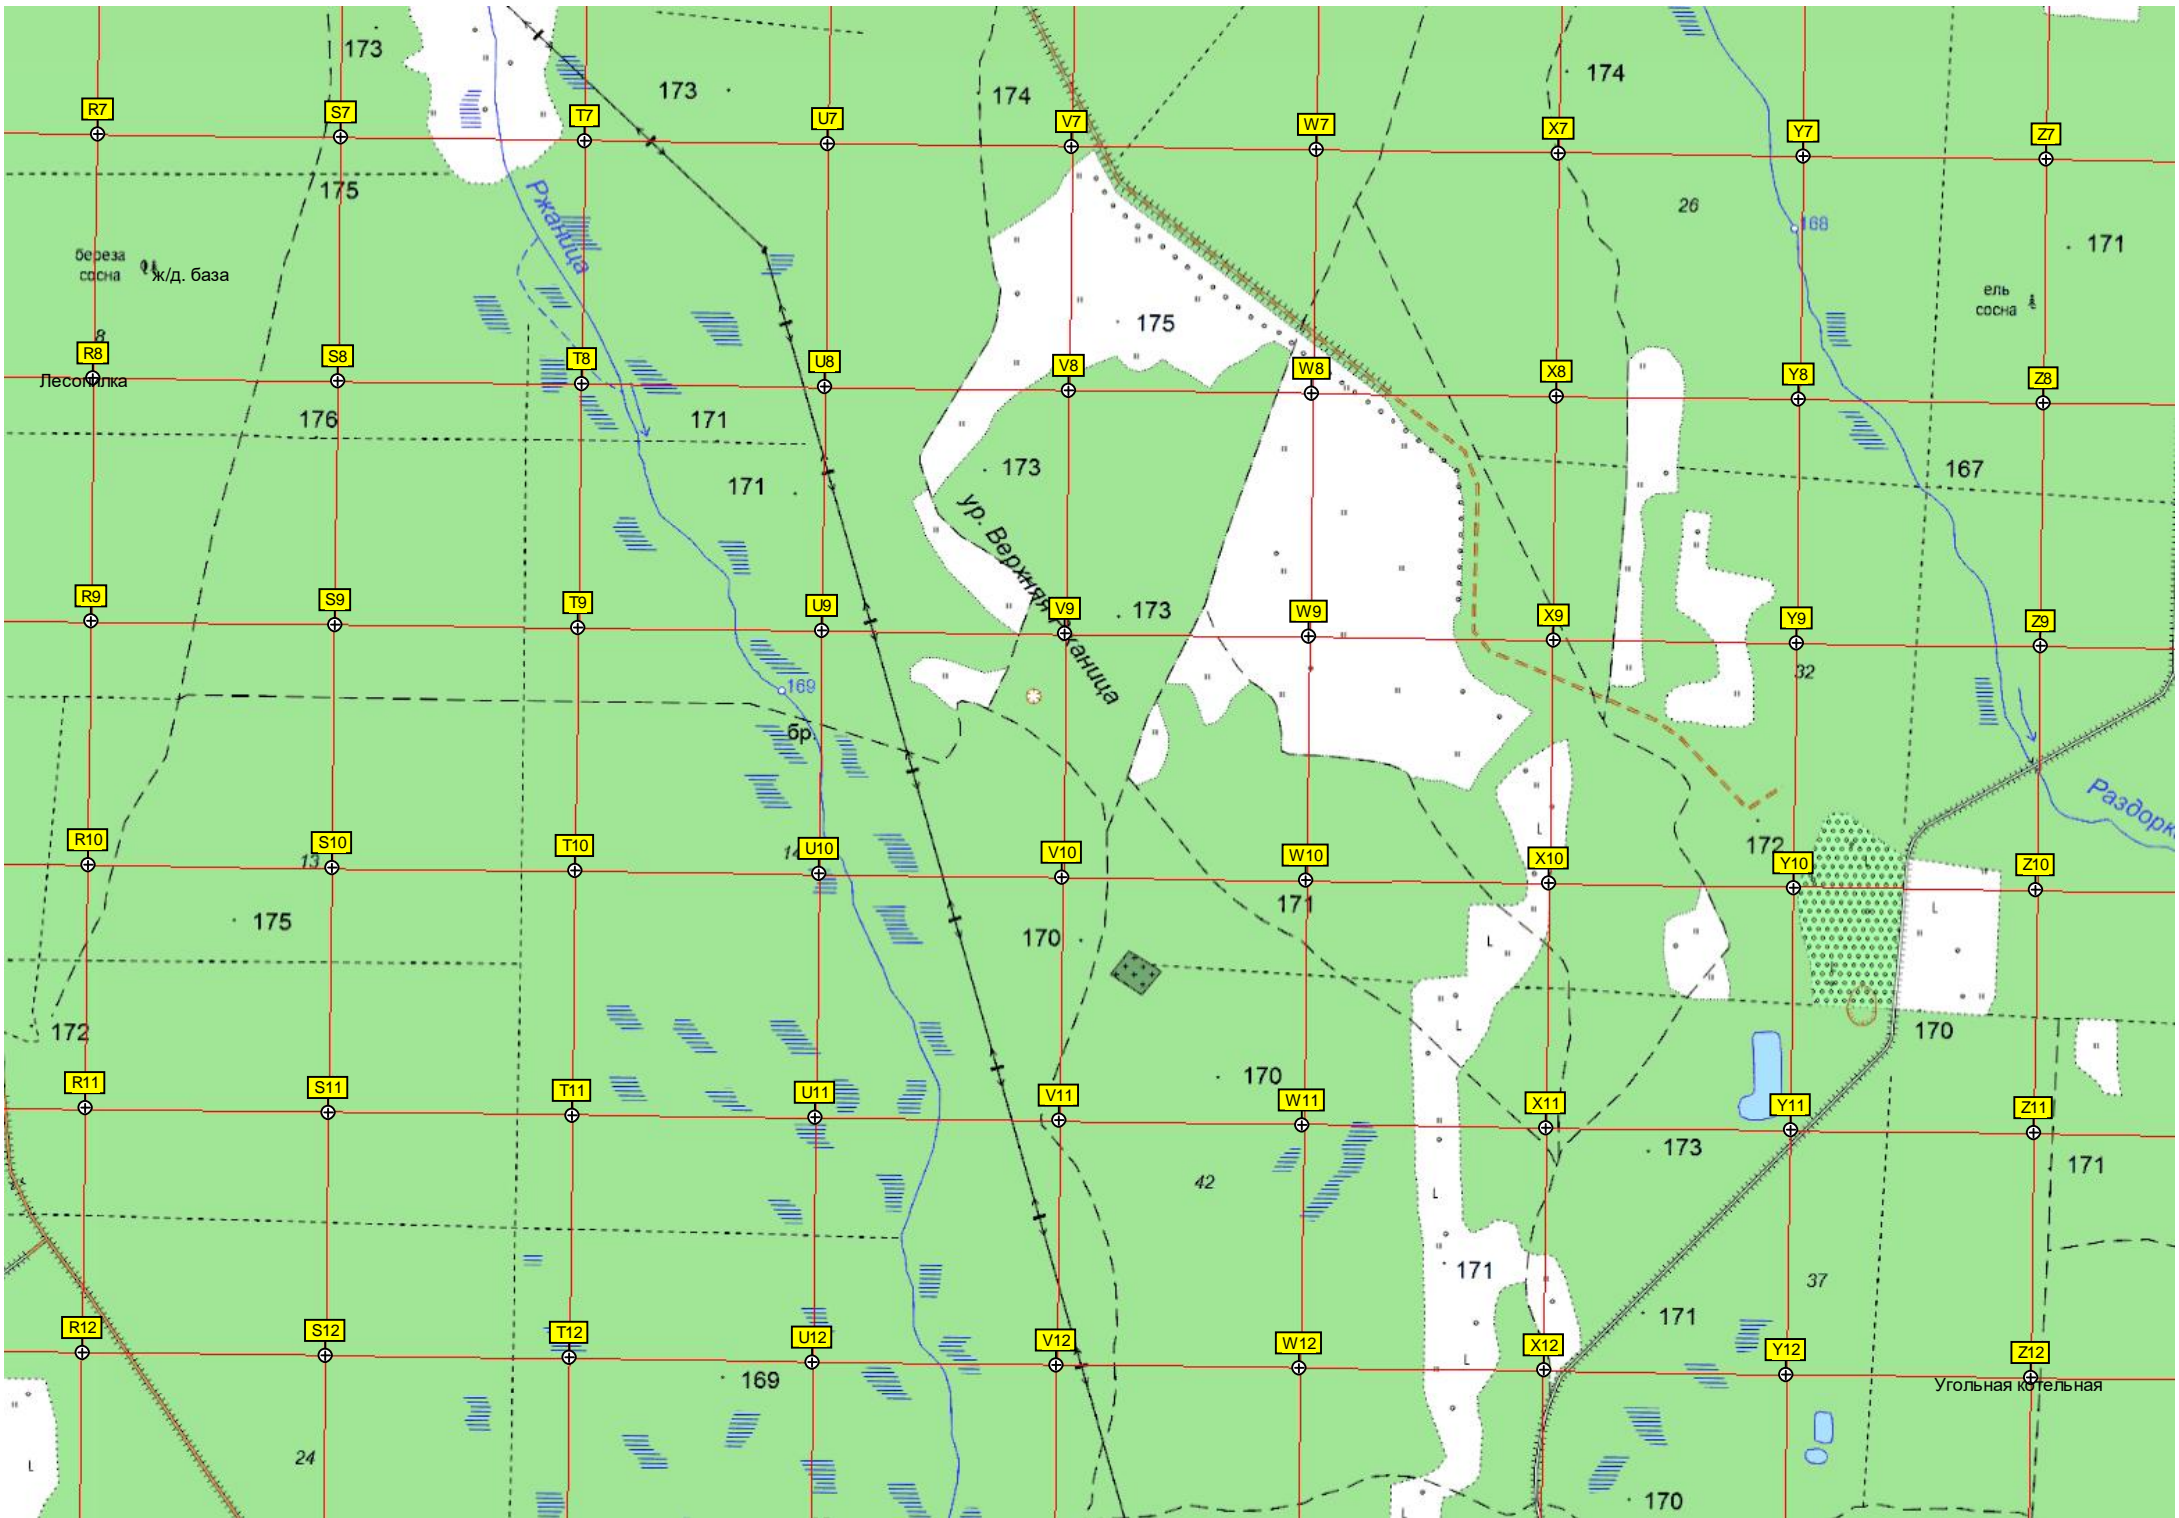 173
173
174
174
R7
S7
T7
U7
V7
W7
X7
Y7
Z7
175
Ржаница
26
168
171
береза
сосна
ж/д. база
ель
сосна
175
8
R8
S8
T8
U8
V8
W8
X8
Y8
Z8
Лесопилка
176
171
173
167
171
ур. Верхняя Ржаница
R9
S9
T9
U9
V9
W9
X9
Y9
Z9
173
32
169
бр.
Раздорка
172
R10
S10
T10
U10
V10
W10
X10
Y10
Z10
13
14
175
170
171
L
L
L
L
172
170
170
R11
S11
T11
U11
V11
W11
X11
Y11
Z11
173
171
42
L
171
37
171
R12
S12
T12
U12
V12
W12
X12
Y12
Z12
L
169
Угольная котельная
24
L
170
L